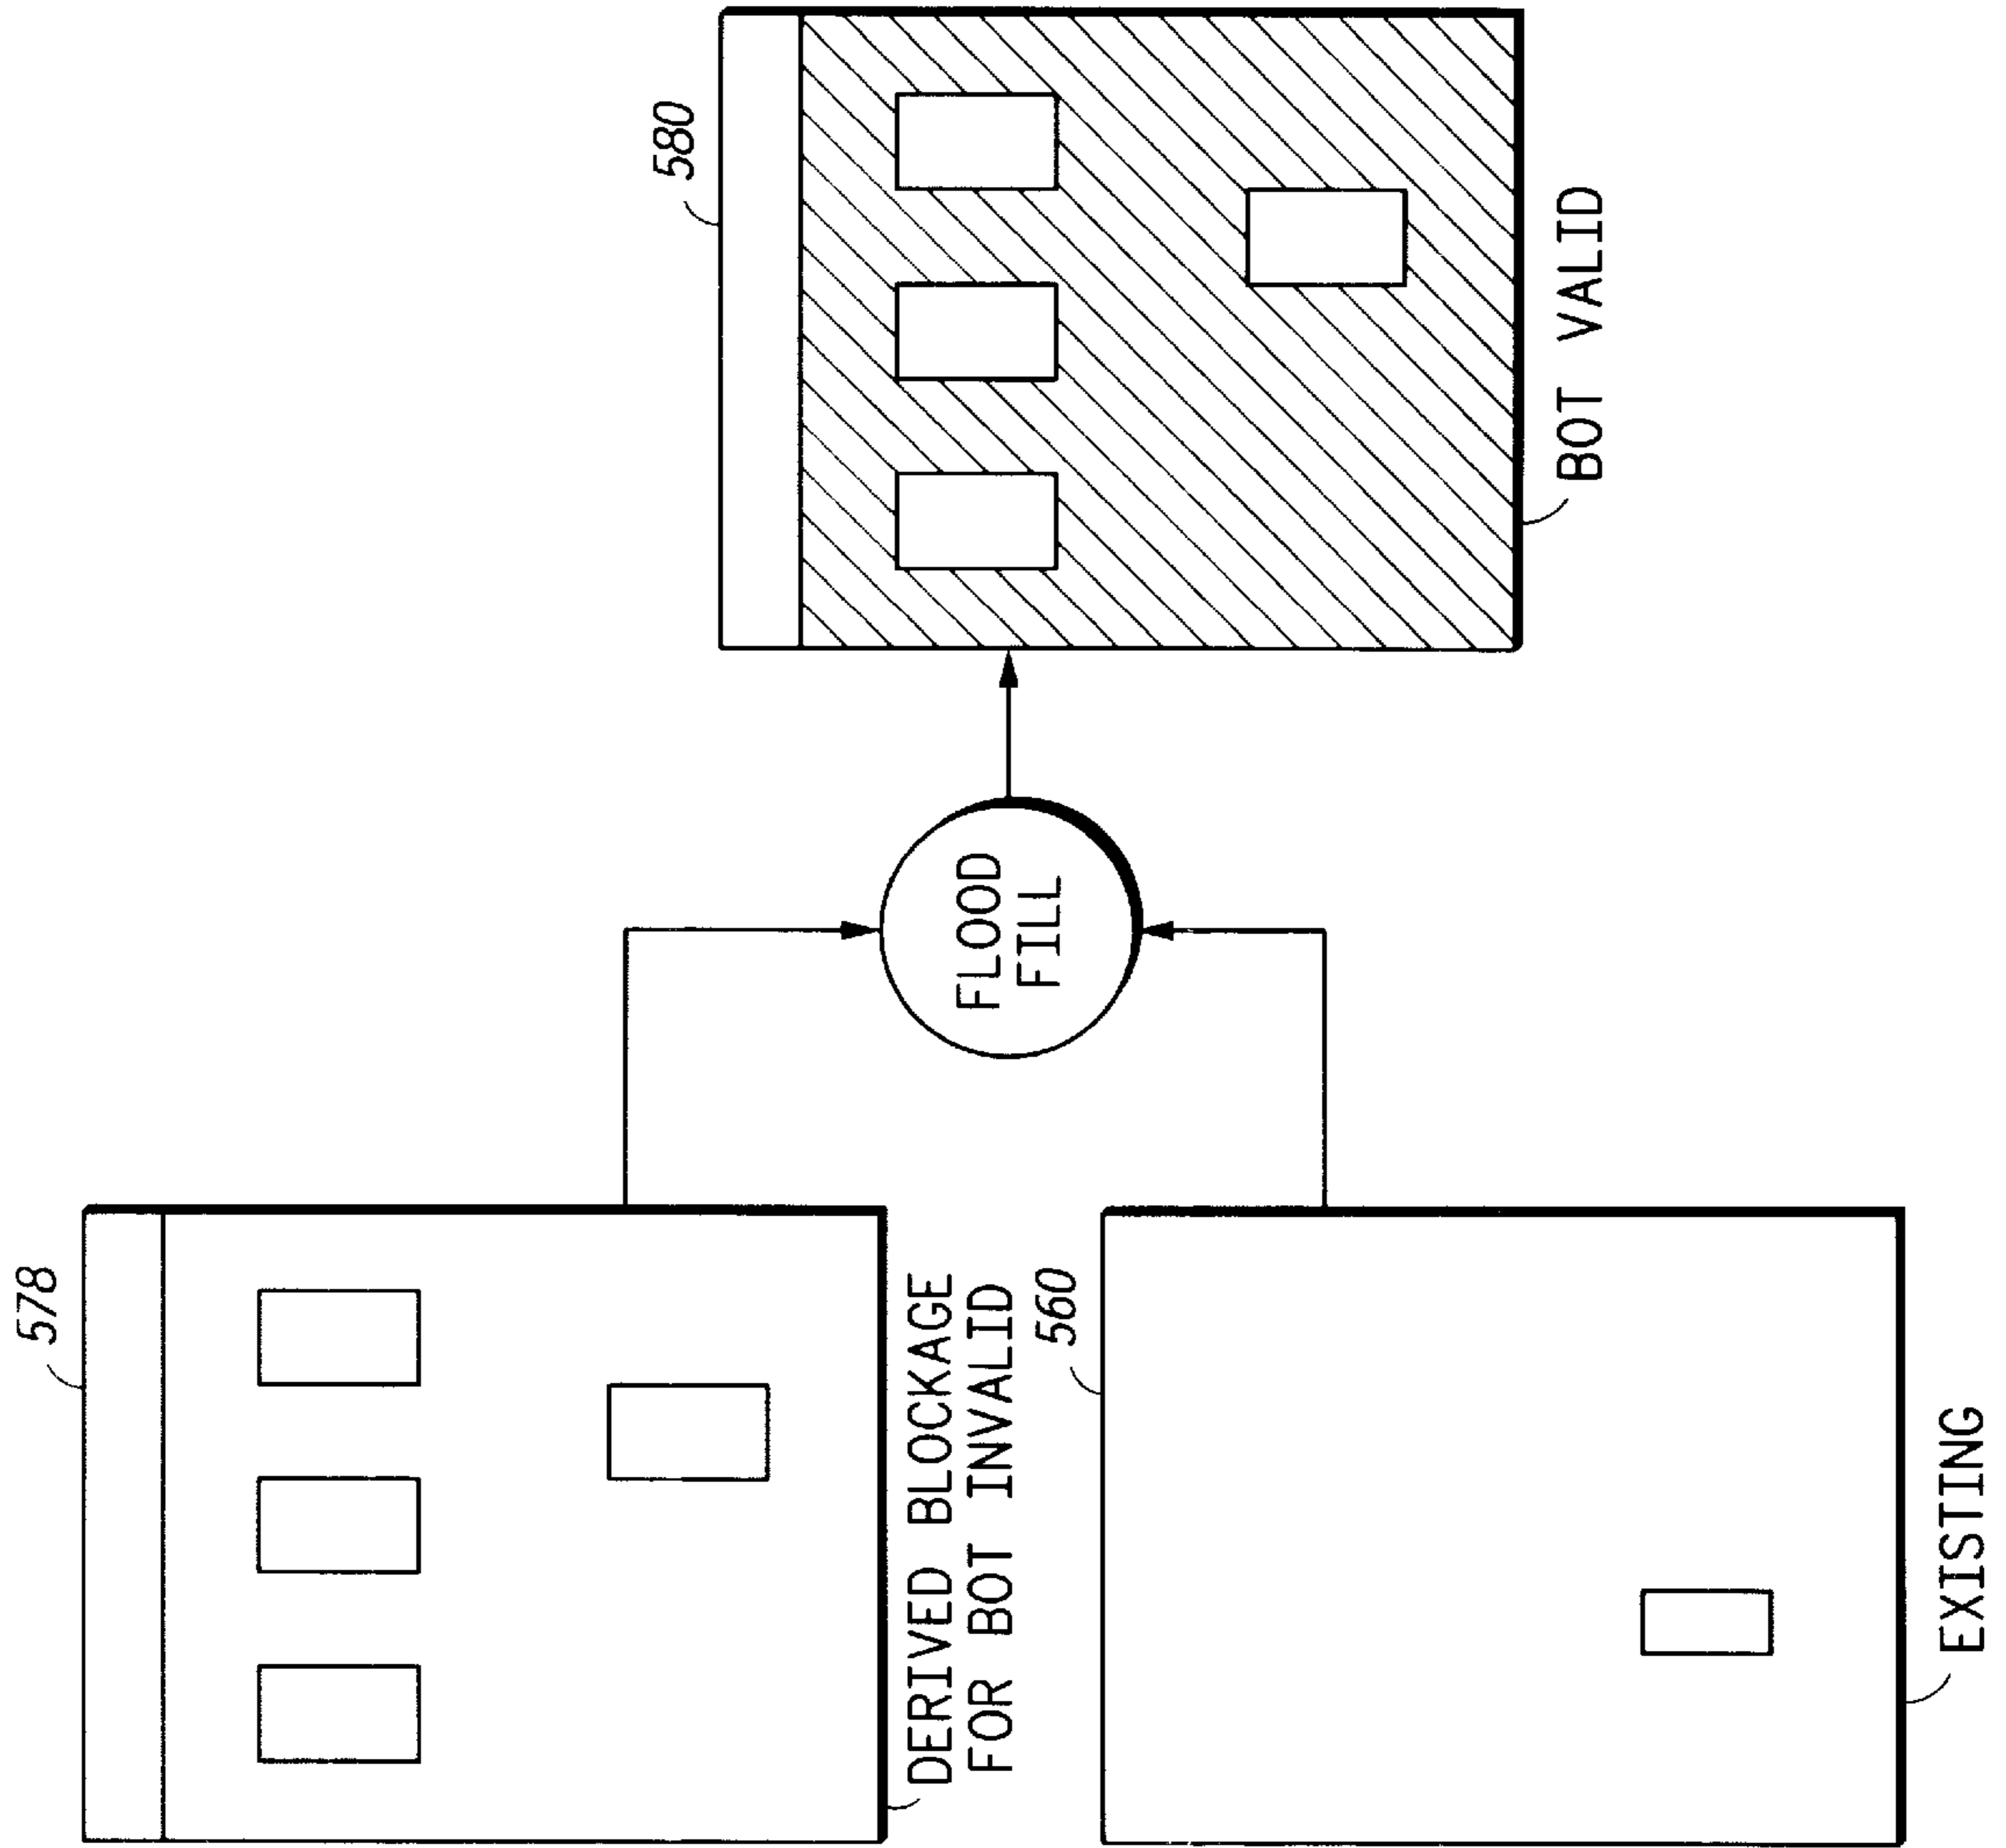 578
DERIVED BLOCKAGE
FOR BOT INVALID
560
EXISTING
FLOOD
FILL
580
BOT VALID